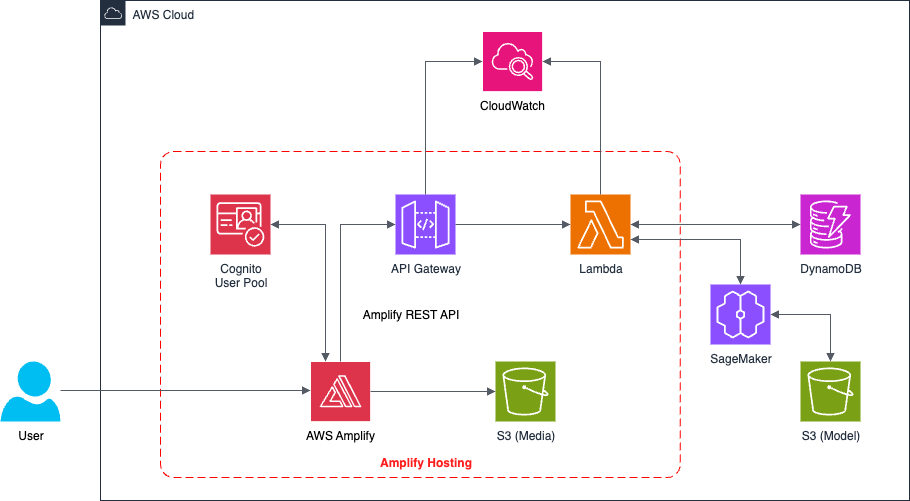 AWS Cloud
CloudWatch
Cognito
User Pool
API Gateway
Lambda
DynamoDB
Amplify REST API
SageMaker
User
AWS Amplify
S3 (Media)
S3 (Model)
Amplify Hosting